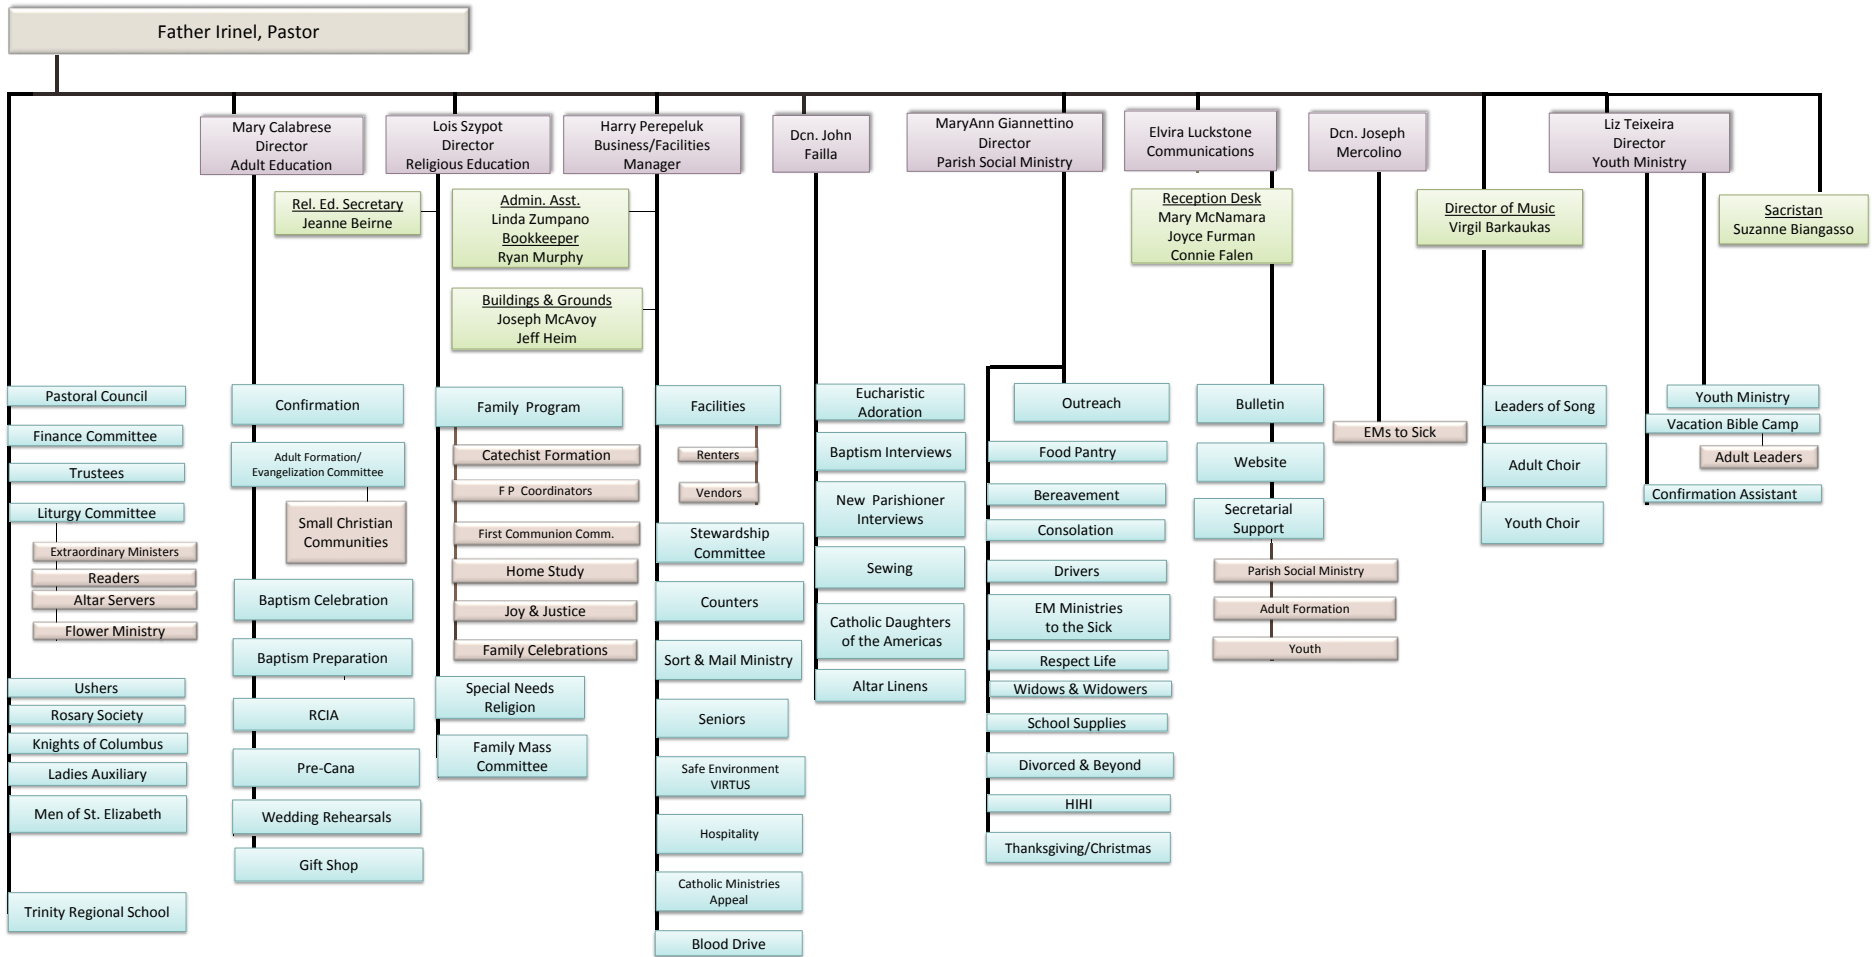 Father Irinel, Pastor
Mary Calabrese
Director
Adult Education
Lois Szypot
Director
Religious Education
Harry Perepeluk
Business/Facilities
Manager
Dcn. John
Failla
MaryAnn Giannettino
Director
Parish Social Ministry
Elvira Luckstone
Communications
Dcn. Joseph
Mercolino
Liz Teixeira
Director
Youth Ministry
Rel. Ed. Secretary
Jeanne Beirne
Admin. Asst.
Linda Zumpano
Bookkeeper
Ryan Murphy
Buildings & Grounds
Joseph McAvoy
Jeff Heim
Reception Desk
Mary McNamara
Joyce Furman
Connie Falen
Director of Music
Virgil Barkaukas
Sacristan
Suzanne Biangasso
Pastoral Council
Finance Committee
Trustees
Liturgy Committee
Extraordinary Ministers
Readers
Altar Servers
Flower Ministry
Ushers
Rosary Society
Knights of Columbus
Ladies Auxiliary
Men of St. Elizabeth
Trinity Regional School
Confirmation
Adult Formation/
Evangelization Committee
Small Christian
Communities
Baptism Celebration
Baptism Preparation
RCIA
Pre-Cana
Wedding Rehearsals
Gift Shop
Family Program
Catechist Formation
F P Coordinators
First Communion Comm.
Home Study
Joy & Justice
Family Celebrations
Special Needs
Religion
Family Mass
Committee
Facilities
Renters
Vendors
Stewardship
Committee
Counters
Sort & Mail Ministry
Seniors
Safe Environment
VIRTUS
Hospitality
Catholic Ministries
Appeal
Blood Drive
Eucharistic
Adoration
Baptism Interviews
New Parishioner
Interviews
Sewing
Catholic Daughters
of the Americas
Altar Linens
Outreach
Food Pantry
Bereavement
Consolation
Drivers
EM Ministries
to the Sick
Respect Life
Widows & Widowers
School Supplies
Divorced & Beyond
HIHI
Thanksgiving/Christmas
Bulletin
Website
Secretarial
Support
Parish Social Ministry
Adult Formation
Youth
EMs to Sick
Leaders of Song
Adult Choir
Youth Choir
Youth Ministry
Vacation Bible Camp
Adult Leaders
Confirmation Assistant